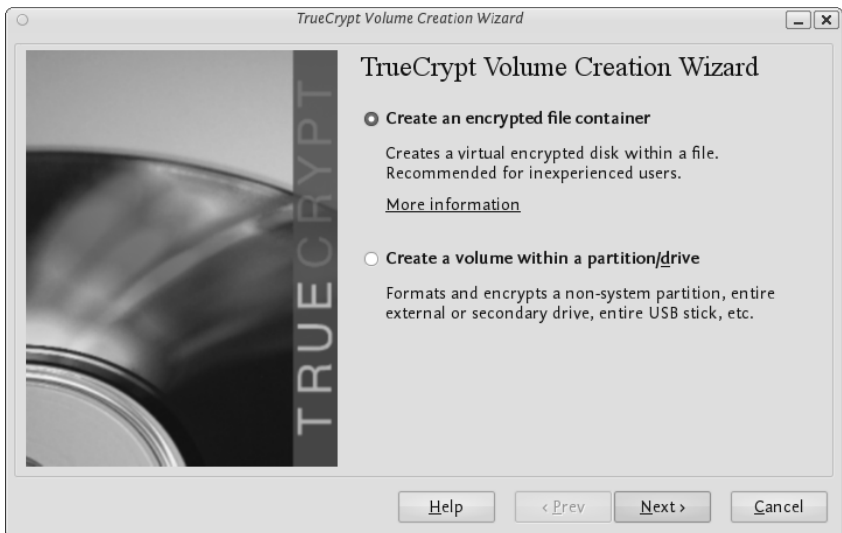 TrueCrypt Volume Creation Wizard
TRUECRYPT
TrueCrypt Volume Creation Wizard
Create an encrypted file container
Creates a virtual encrypted disk within a file.
Recommended for inexperienced users.
More information
Create a volume within a partition/drive
Formats and encrypts a non-system partition, entire
external or secondary drive, entire USB stick, etc.
Help
< Prev
Next >
Cancel